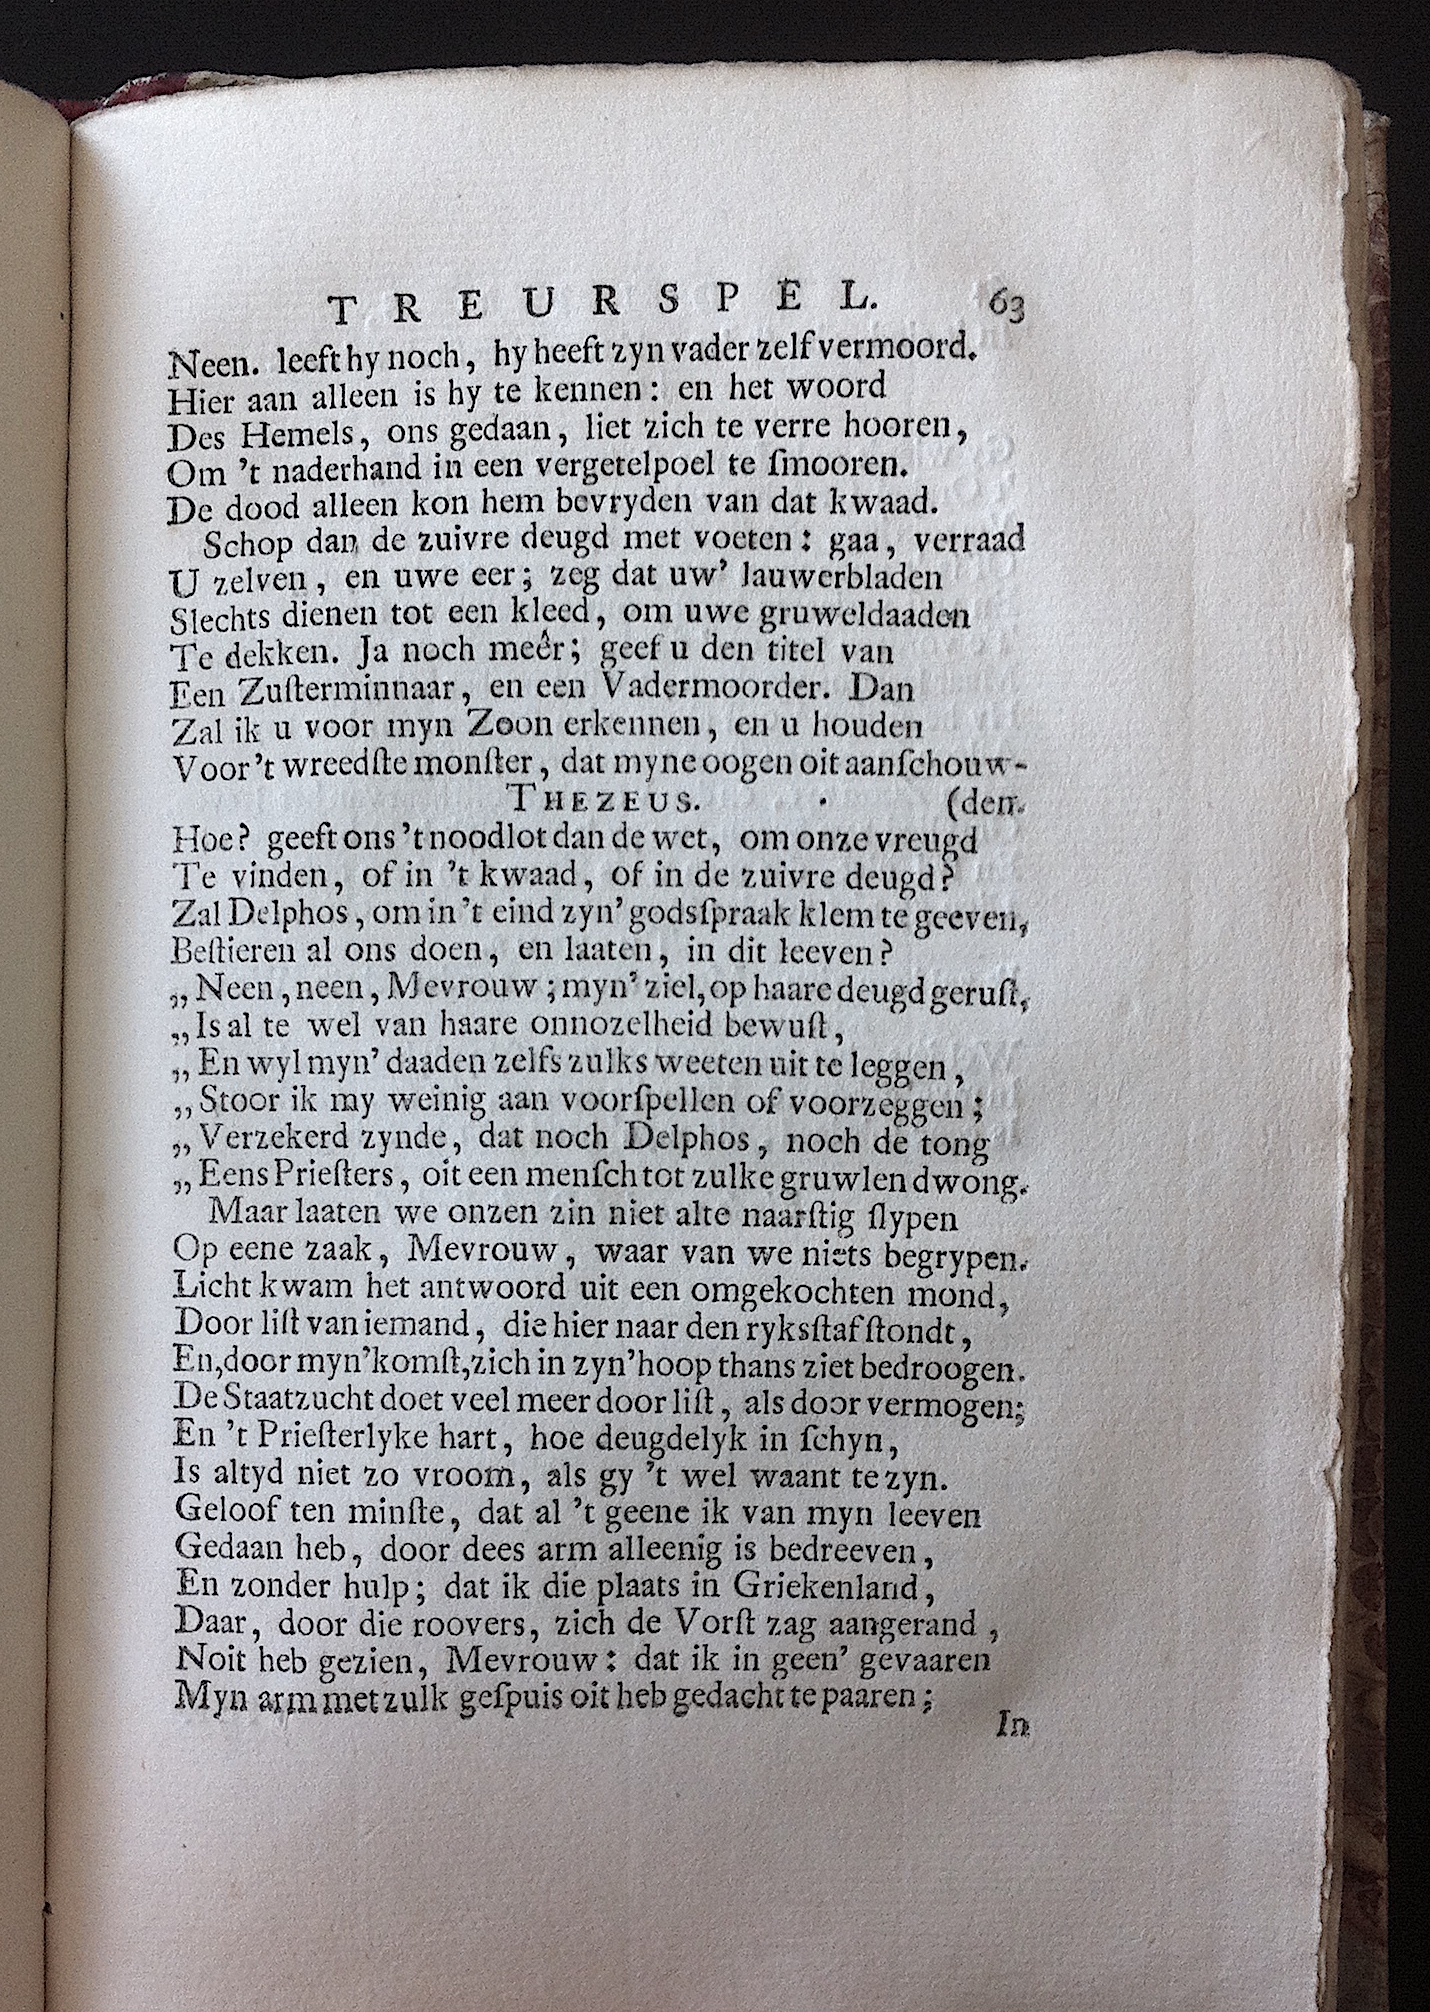 TREURSPEL. 63
Neen. leeft hy noch, hy heeft zyn vader zelf vermoord.
Hier aan alleen is hy te kennen: en het woord
Des Hemels, ons gedaan, liet zich te verre hooren,
Om 't naderhand in een vergetelpoel te ſmooren.
De dood alleen kon hem bevryden van dat kwaad.
Schop dan de zuivre deugd met voeten: gaa, verraad
U zelven, en uwe eer; zeg dat uw' lauwerbladen
Slechts dienen tot een kleed, om uwe gruweldaaden
Te dekken. Ja noch meêr; geef u den titel van
Een Zuſterminnaar, en een Vadermoorder. Dan
Zal ik u voor myn Zoon erkennen, en u houden
Voor 't wreedſte monſter, dat myne oogen oit aanſchouw-
THEZEUS. (den.
Hoe? geeft ons 't noodlot dan de wet, om onze vreugd
Te vinden, of in 't kwaad, of in de zuivre deugd?
Zal Delphos, om in 't eind zyn' godsſpraak klem te geeven,
Beſtieren al ons doen, en laaten, in dit leeven?
„Neen, neen, Mevrouw; myn' ziel, op haare deugd geruſt,
„Is al te wel van haare onnozelheid bewuſt,
„En wyl myn' daaden zelfs zulks weeten uit te leggen,
„Stoor ik my weinig aan voorſpellen of voorzeggen;
„Verzekerd zynde, dat noch Delphos, noch de tong
„Eens Prieſters, oit een menſch tot zulke gruwlen dwong.
Maar laaten we onzen zin niet alte naarſtig ſlypen
Op eene zaak, Mevrouw, waar van we niets begrypen.
Licht kwam het antwoord uit een omgekochten mond,
Door liſt van iemand, die hier naar den ryksſtaf ſtondt,
En, door myn' komſt, zich in zyn' hoop thans ziet bedroogen.
De Staatzucht doet veel meer door liſt, als door vermogen;
En 't Prieſterlyke hart, hoe deugdelyk in ſchyn,
Is altyd niet zo vroom, als gy 't wel waant te zyn.
Geloof ten minſte, dat al 't geene ik van myn leeven
Gedaan heb, door dees arm alleenig is bedreeven,
En zonder hulp; dat ik die plaats in Griekenland,
Daar, door die roovers, zich de Vorſt zag aangerand,
Noit heb gezien, Mevrouw: dat ik in geen' gevaaren
Myn arm met zulk geſpuis oit heb gedacht te paaren;
In